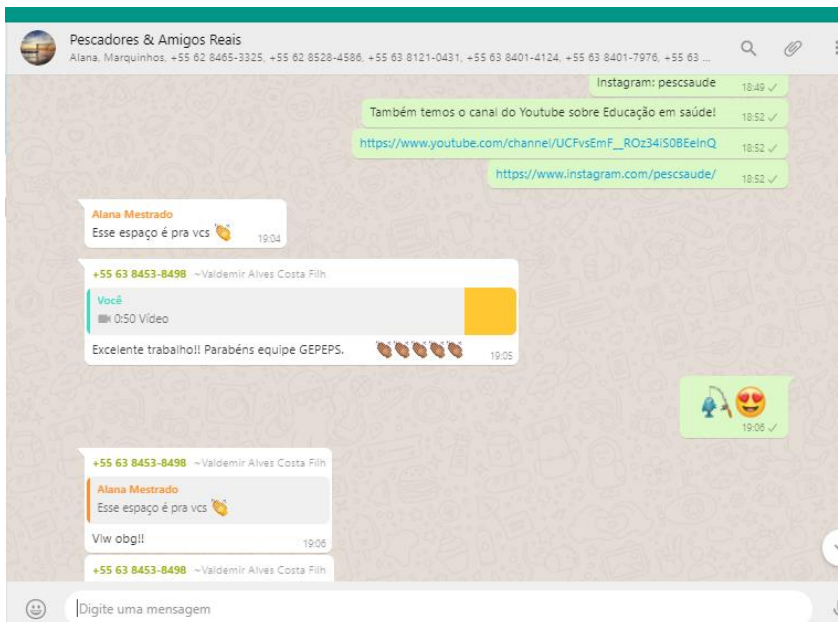 Pescadores & Amigos Reais
Alana, Marquinhos, +55 62 8465-3325, +55 62 8528-4586, +55 63 8121-0431, +55 63 8401-4124, +55 63 8401-7976, +55 63 ...
Instagram: pescsaude 18:49
Também temos o canal do Youtube sobre Educação em saúde! 18:52
https://www.youtube.com/channel/UCFvsEmF__ROz34iS0BEeInQ 18:52
https://www.instagram.com/pescsaude/ 18:52
Alana Mestrado
Esse espaço é pra vcs 👏 19:04
+55 63 8453-8498 ~Valdemir Alves Costa Filh
Você
0:50 Vídeo
Excelente trabalho!! Parabéns equipe GEPEPS. 👏🏾👏🏾👏🏾👏🏾👏🏾 19:05
🎣😍
19:06
+55 63 8453-8498 ~Valdemir Alves Costa Filh
Alana Mestrado
Esse espaço é pra vcs 👏
Vlw obg!! 19:06
+55 63 8453-8498 ~Valdemir Alves Costa Filh
Digite uma mensagem